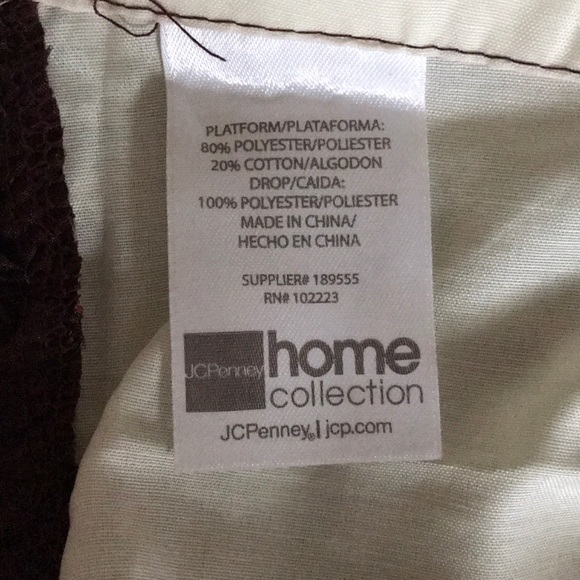 PLATFORM/PLATAFORMA:
80% POLYESTER/POLIESTER
20% COTTON/ALGODON
DROP/CAIDA:
100% POLYESTER/POLIESTER
MADE IN CHINA/
HECHO EN CHINA
SUPPLIER# 189555
RN# 102223
JCPenney home
collection
JCPenney® | jcp.com